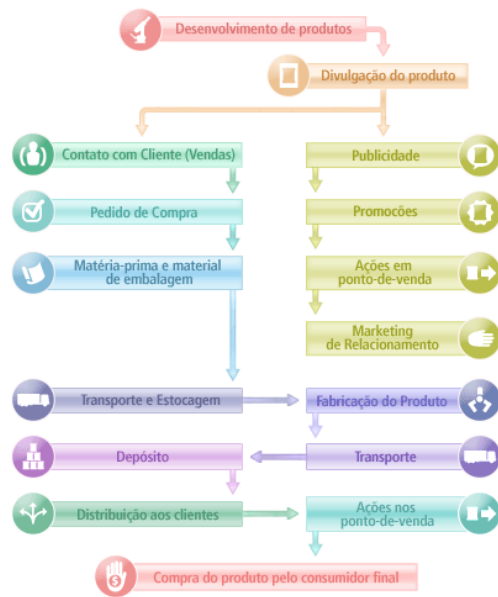 Desenvolvimento de produtos
Divulgação do produto
Contato com Cliente (Vendas)
Publicidade
Pedido de Compra
Promocões
Matéria-prima e material
de embalagem
Ações em
ponto-de-venda
Marketing
de Relacionamento
Transporte e Estocagem
Fabricação do Produto
Depósito
Transporte
Distribuição aos clientes
Ações nos
ponto-de-venda
$
Compra do produto pelo consumidor final